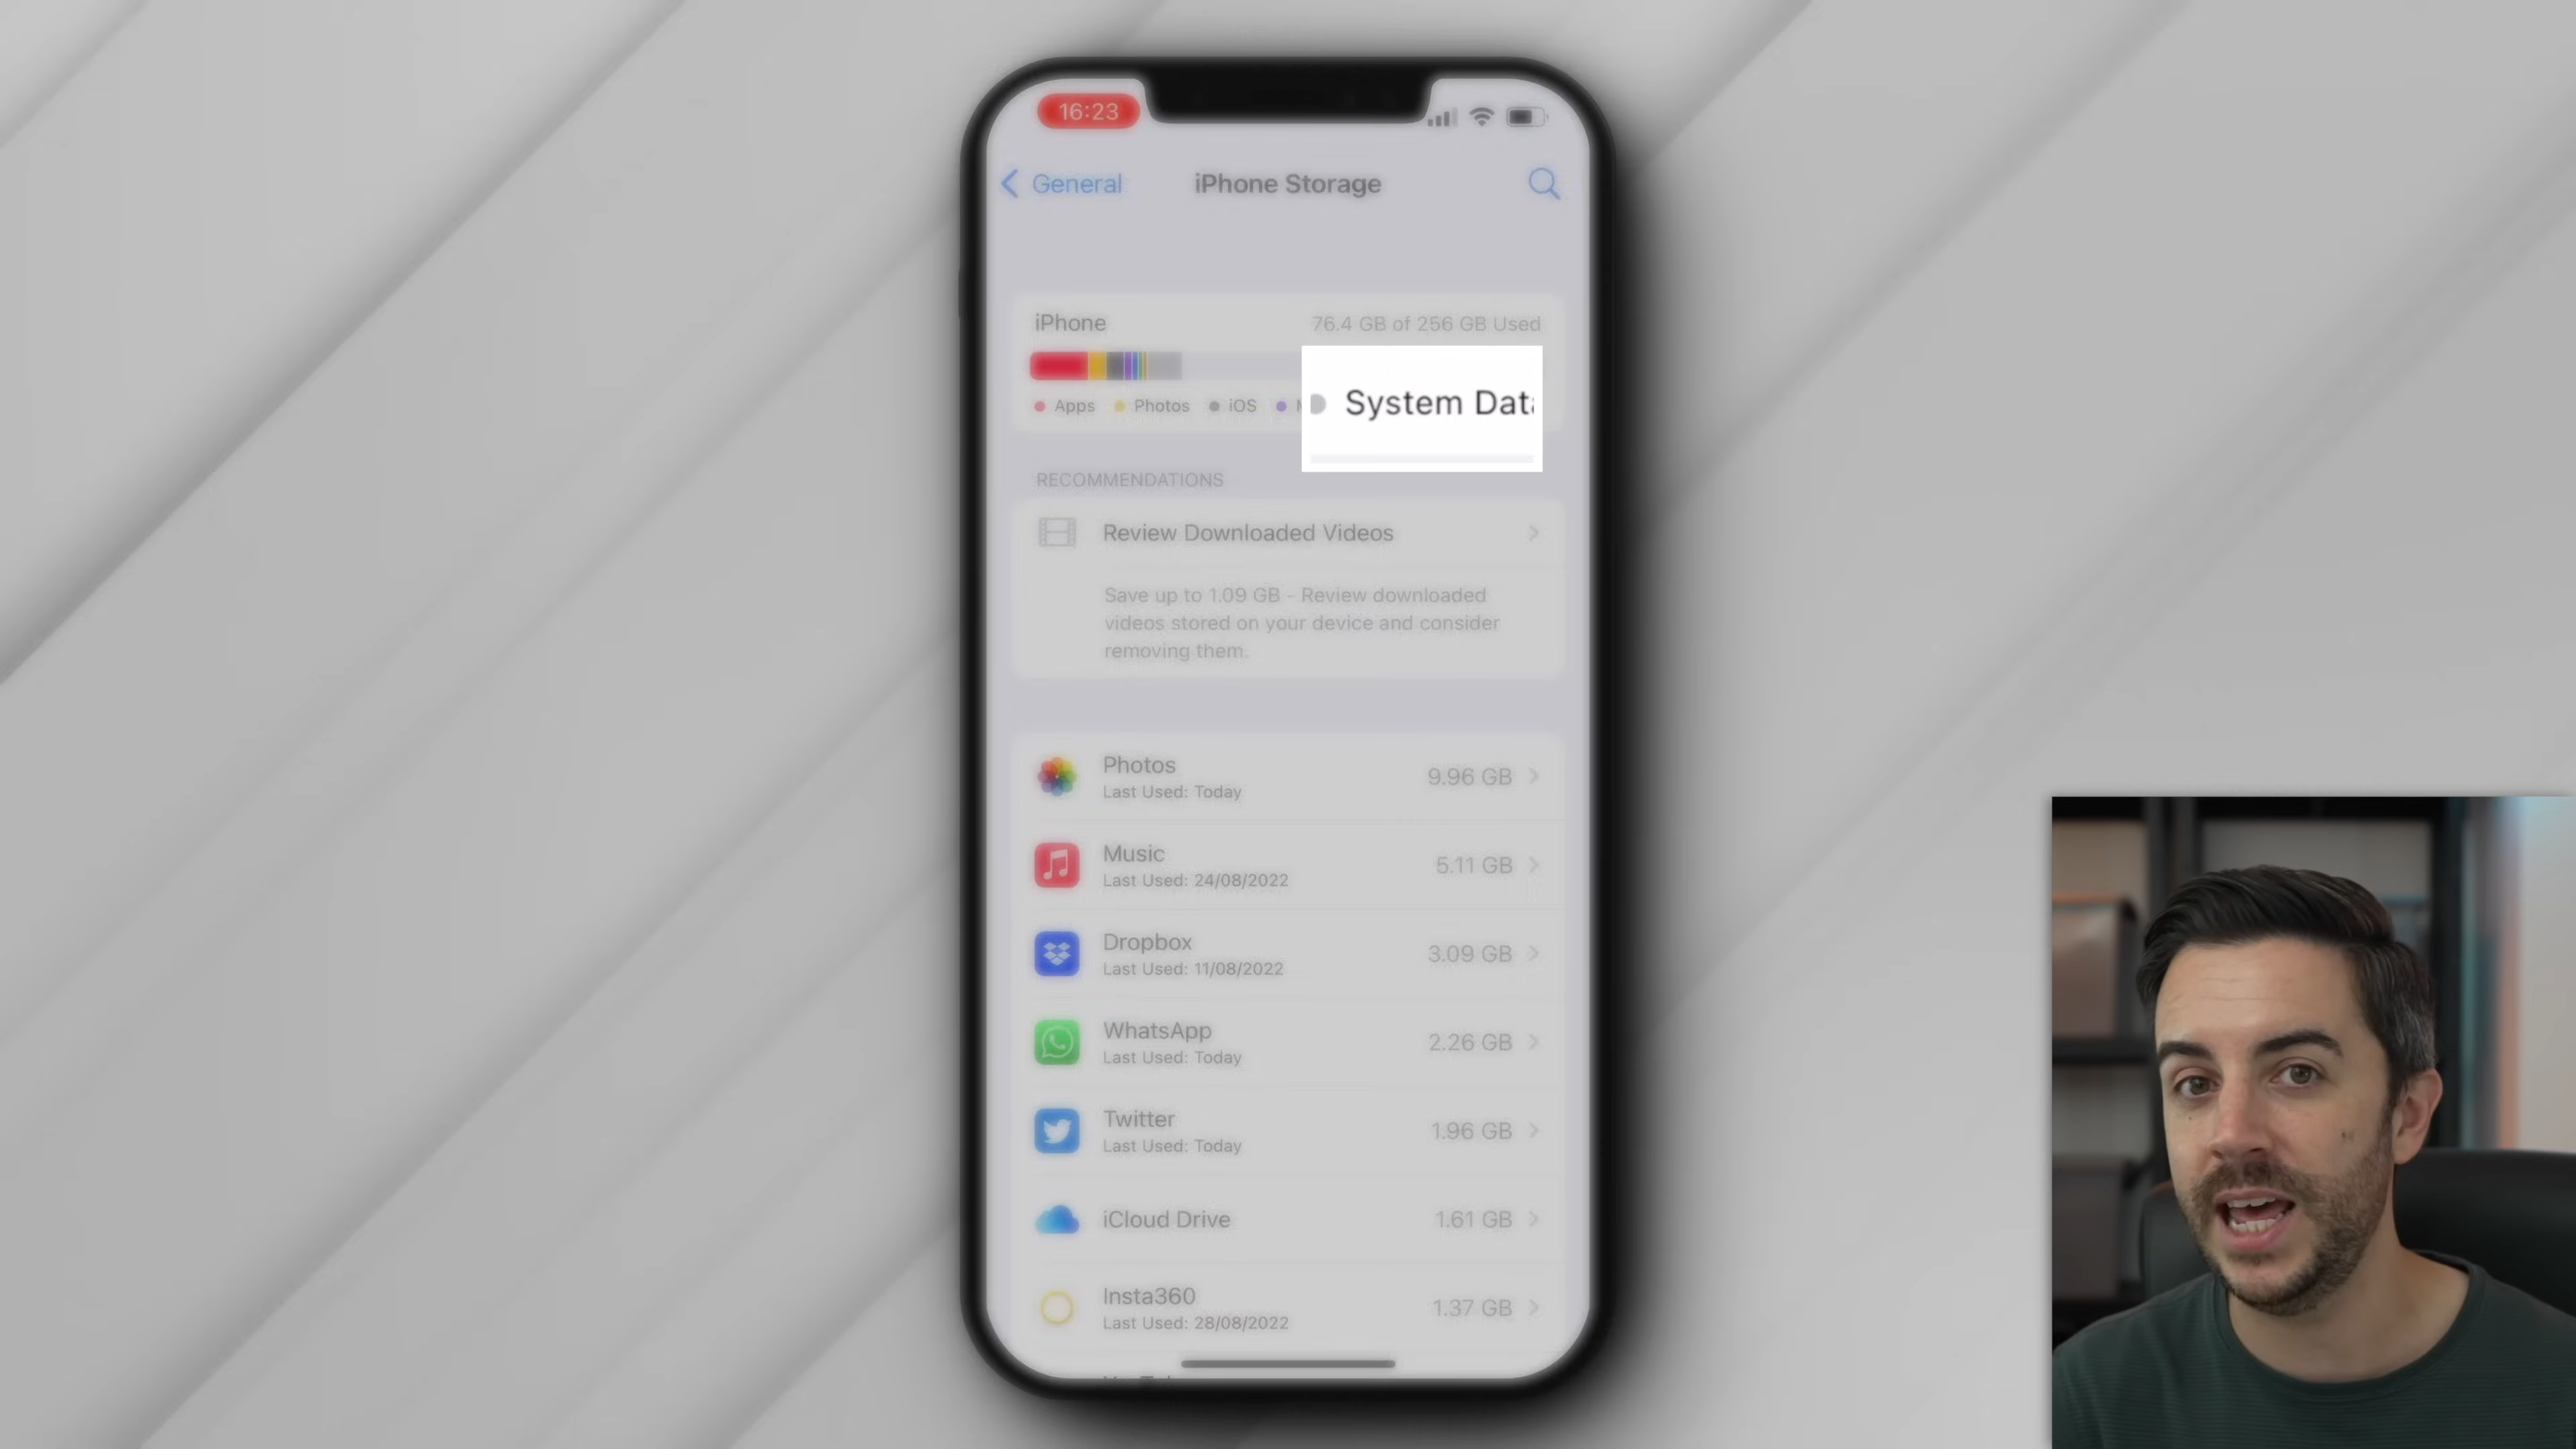 16:23
General
iPhone Storage
iPhone
76.4 GB of 256 GB Used
Apps
Photos
iOS
System Data
RECOMMENDATIONS
Review Downloaded Videos
Save up to 1.09 GB - Review downloaded
videos stored on your device and consider
removing them.
Photos
9.96 GB
Last Used: Today
Music
5.11 GB
Last Used: 24/08/2022
Dropbox
3.09 GB
Last Used: 11/08/2022
WhatsApp
2.26 GB
Last Used: Today
Twitter
1.96 GB
Last Used: Today
iCloud Drive
1.61 GB
Insta360
1.37 GB
Last Used: 28/08/2022